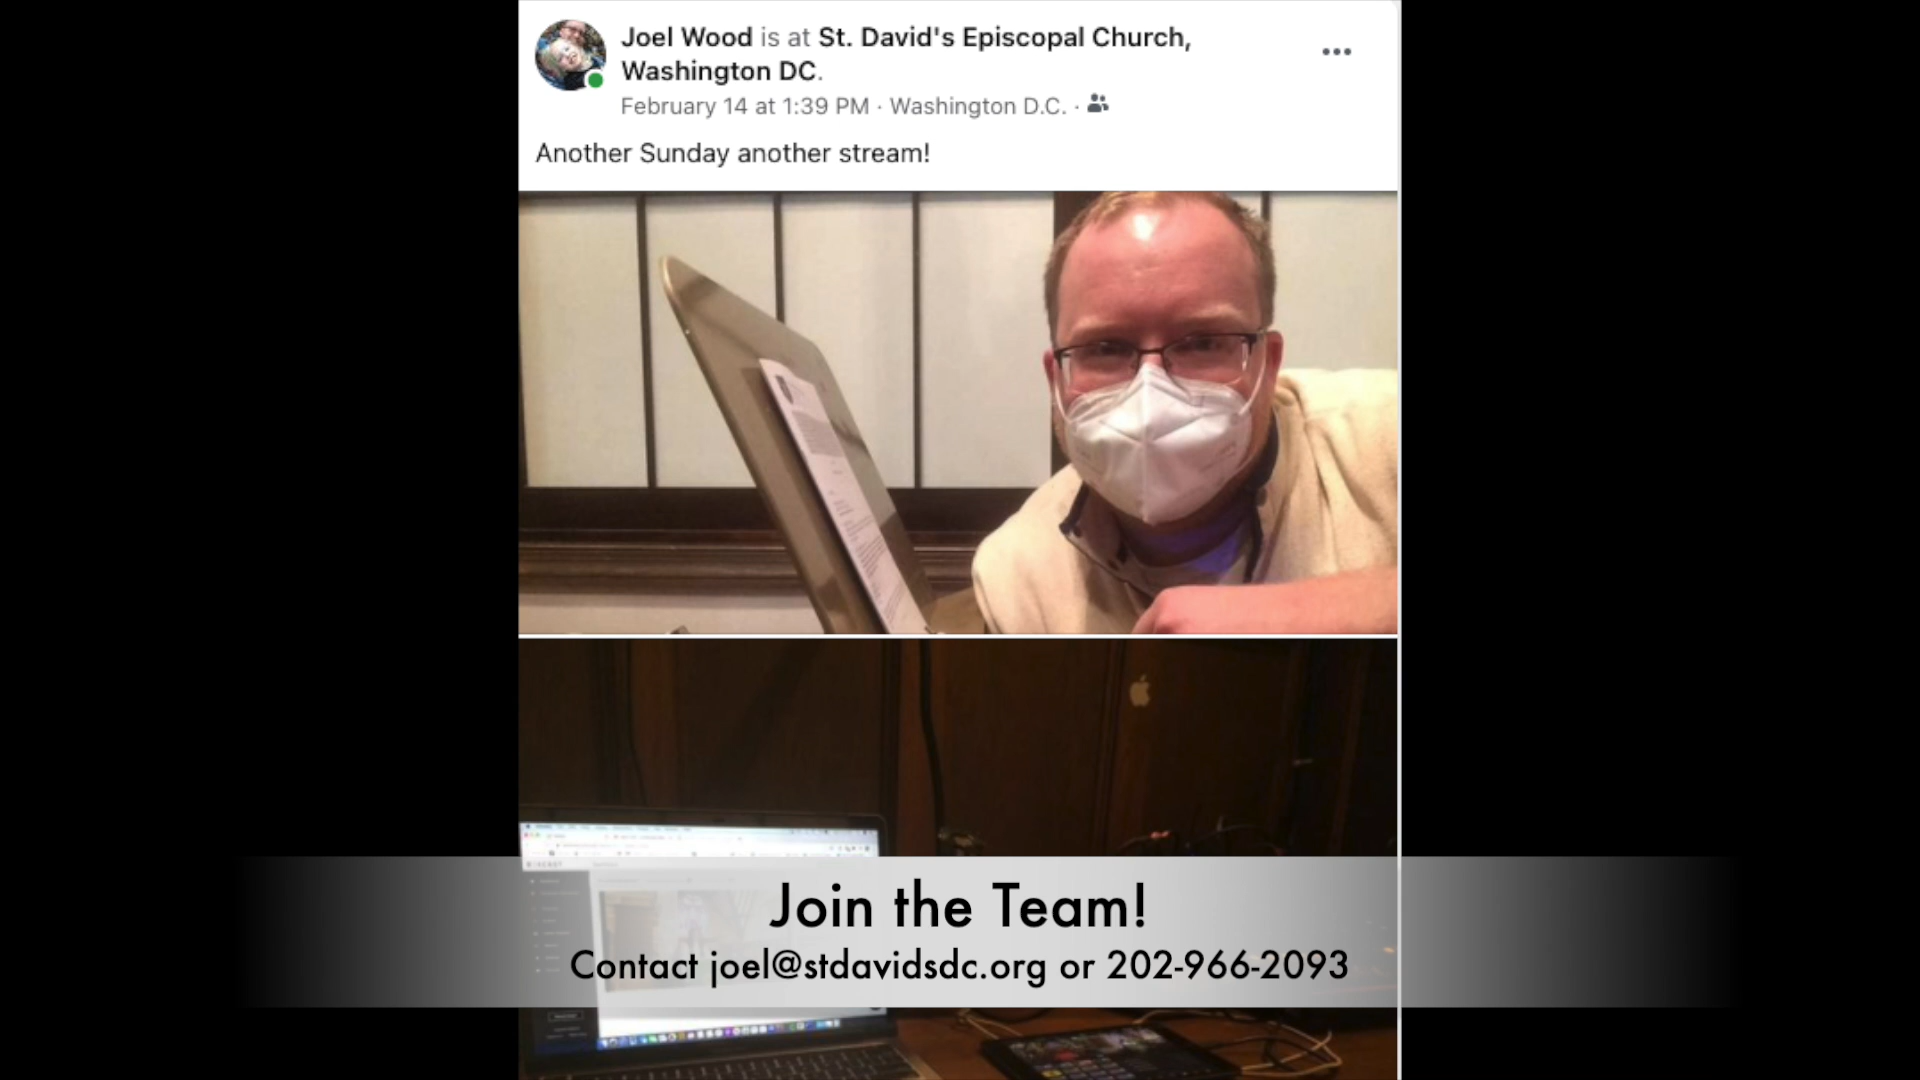 Joel Wood is at St. David's Episcopal Church,
Washington DC.
February 14 at 1:39 PM · Washington D.C. ·
Another Sunday another stream!
Join the Team!
Contact joel@stdavidsdc.org or 202-966-2093